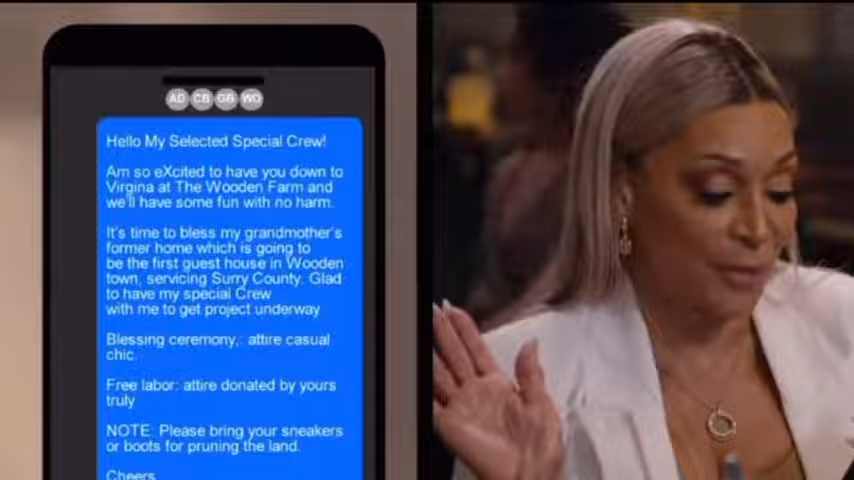 AD CB GB WO
Hello My Selected Special Crew!
Am so eXcited to have you down to
Virgina at The Wooden Farm and
we'll have some fun with no harm.
It's time to bless my grandmother's
former home which is going to
be the first guest house in Wooden
town, servicing Surry County. Glad
to have my special Crew
with me to get project underway
Blessing ceremony,: attire casual
chic.
Free labor: attire donated by yours
truly
NOTE: Please bring your sneakers
or boots for pruning the land.
Cheers